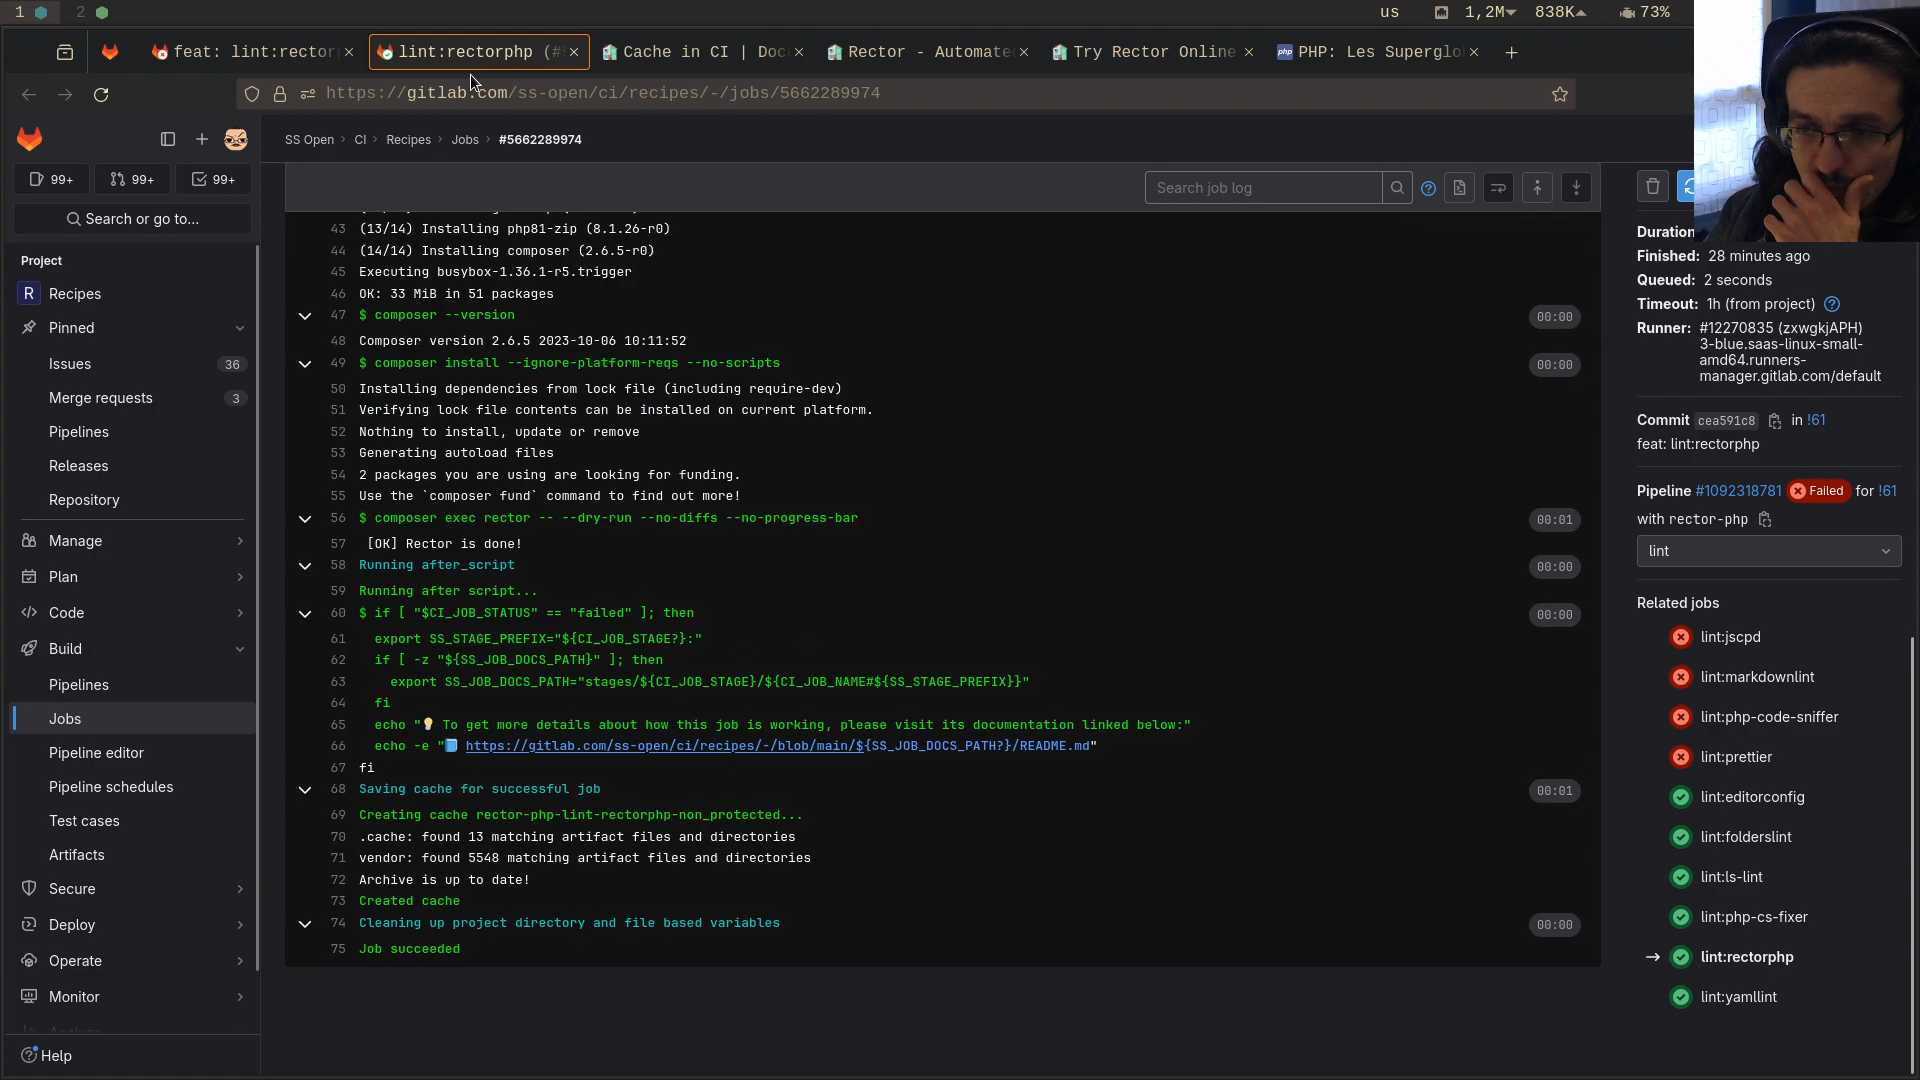 1
2
us
1,2M
838K
73%
feat: lint:rector
lint:rectorphp (#
Cache in CI | Doc
Rector - Automate
Try Rector Online
php
PHP: Les Superglo
https://gitlab.com/ss-open/ci/recipes/-/jobs/5662289974
99+
99+
99+
Search or go to...
Project
R Recipes
Pinned
Issues 36
Merge requests 3
Pipelines
Releases
Repository
Manage
Plan
Code
Build
Pipelines
Jobs
Pipeline editor
Pipeline schedules
Test cases
Artifacts
Secure
Deploy
Operate
Monitor
Help
SS Open > CI > Recipes > Jobs > #5662289974
Search job log
43 (13/14) Installing php81-zip (8.1.26-r0)
44 (14/14) Installing composer (2.6.5-r0)
45 Executing busybox-1.36.1-r5.trigger
46 OK: 33 MiB in 51 packages
47 $ composer --version 00:00
48 Composer version 2.6.5 2023-10-06 10:11:52
49 $ composer install --ignore-platform-reqs --no-scripts 00:00
50 Installing dependencies from lock file (including require-dev)
51 Verifying lock file contents can be installed on current platform.
52 Nothing to install, update or remove
53 Generating autoload files
54 2 packages you are using are looking for funding.
55 Use the `composer fund` command to find out more!
56 $ composer exec rector -- --dry-run --no-diffs --no-progress-bar 00:01
57 [OK] Rector is done!
58 Running after_script 00:00
59 Running after script...
60 $ if [ "$CI_JOB_STATUS" == "failed" ]; then 00:00
61 export SS_STAGE_PREFIX="${CI_JOB_STAGE?}:"
62 if [ -z "${SS_JOB_DOCS_PATH}" ]; then
63 export SS_JOB_DOCS_PATH="stages/${CI_JOB_STAGE}/${CI_JOB_NAME#${SS_STAGE_PREFIX}}"
64 fi
65 echo "💡 To get more details about how this job is working, please visit its documentation linked below:"
66 echo -e "📘 https://gitlab.com/ss-open/ci/recipes/-/blob/main/${SS_JOB_DOCS_PATH?}/README.md"
67 fi
68 Saving cache for successful job 00:01
69 Creating cache rector-php-lint-rectorphp-non_protected...
70 .cache: found 13 matching artifact files and directories
71 vendor: found 5548 matching artifact files and directories
72 Archive is up to date!
73 Created cache
74 Cleaning up project directory and file based variables 00:00
75 Job succeeded
Duration
Finished: 28 minutes ago
Queued: 2 seconds
Timeout: 1h (from project)
Runner: #12270835 (zxwgkjAPH)
3-blue.saas-linux-small-
amd64.runners-
manager.gitlab.com/default
Commit cea591c8 in !61
feat: lint:rectorphp
Pipeline #1092318781 Failed for !61
with rector-php
lint
Related jobs
lint:jscpd
lint:markdownlint
lint:php-code-sniffer
lint:prettier
lint:editorconfig
lint:folderslint
lint:ls-lint
lint:php-cs-fixer
→ lint:rectorphp
lint:yamllint